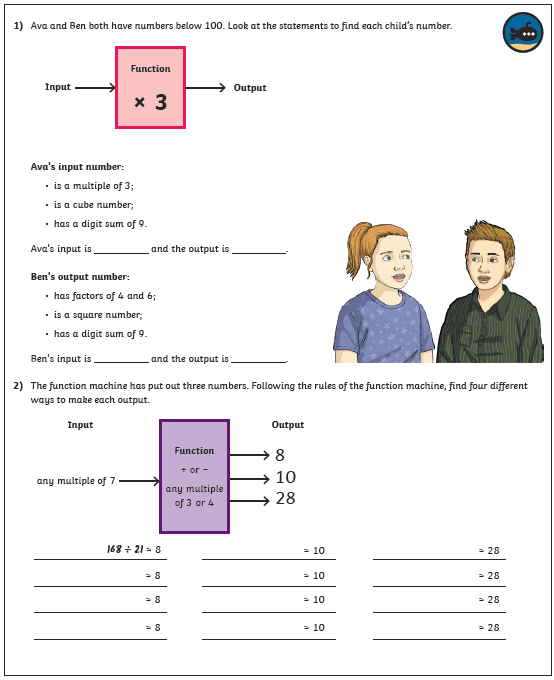 1) Ava and Ben both have numbers below 100. Look at the statements to find each child's number.
Function
Input
Output
× 3
Ava's input number:
• is a multiple of 3;
• is a cube number;
• has a digit sum of 9.
Ava's input is __________ and the output is __________.
Ben's output number:
• has factors of 4 and 6;
• is a square number;
• has a digit sum of 9.
Ben's input is __________ and the output is __________.
2) The function machine has put out three numbers. Following the rules of the function machine, find four different
ways to make each output.
Input
Output
Function
÷ or −
any multiple
of 3 or 4
any multiple of 7
8
10
28
168 ÷ 21 = 8
= 10
= 28
= 8
= 10
= 28
= 8
= 10
= 28
= 8
= 10
= 28